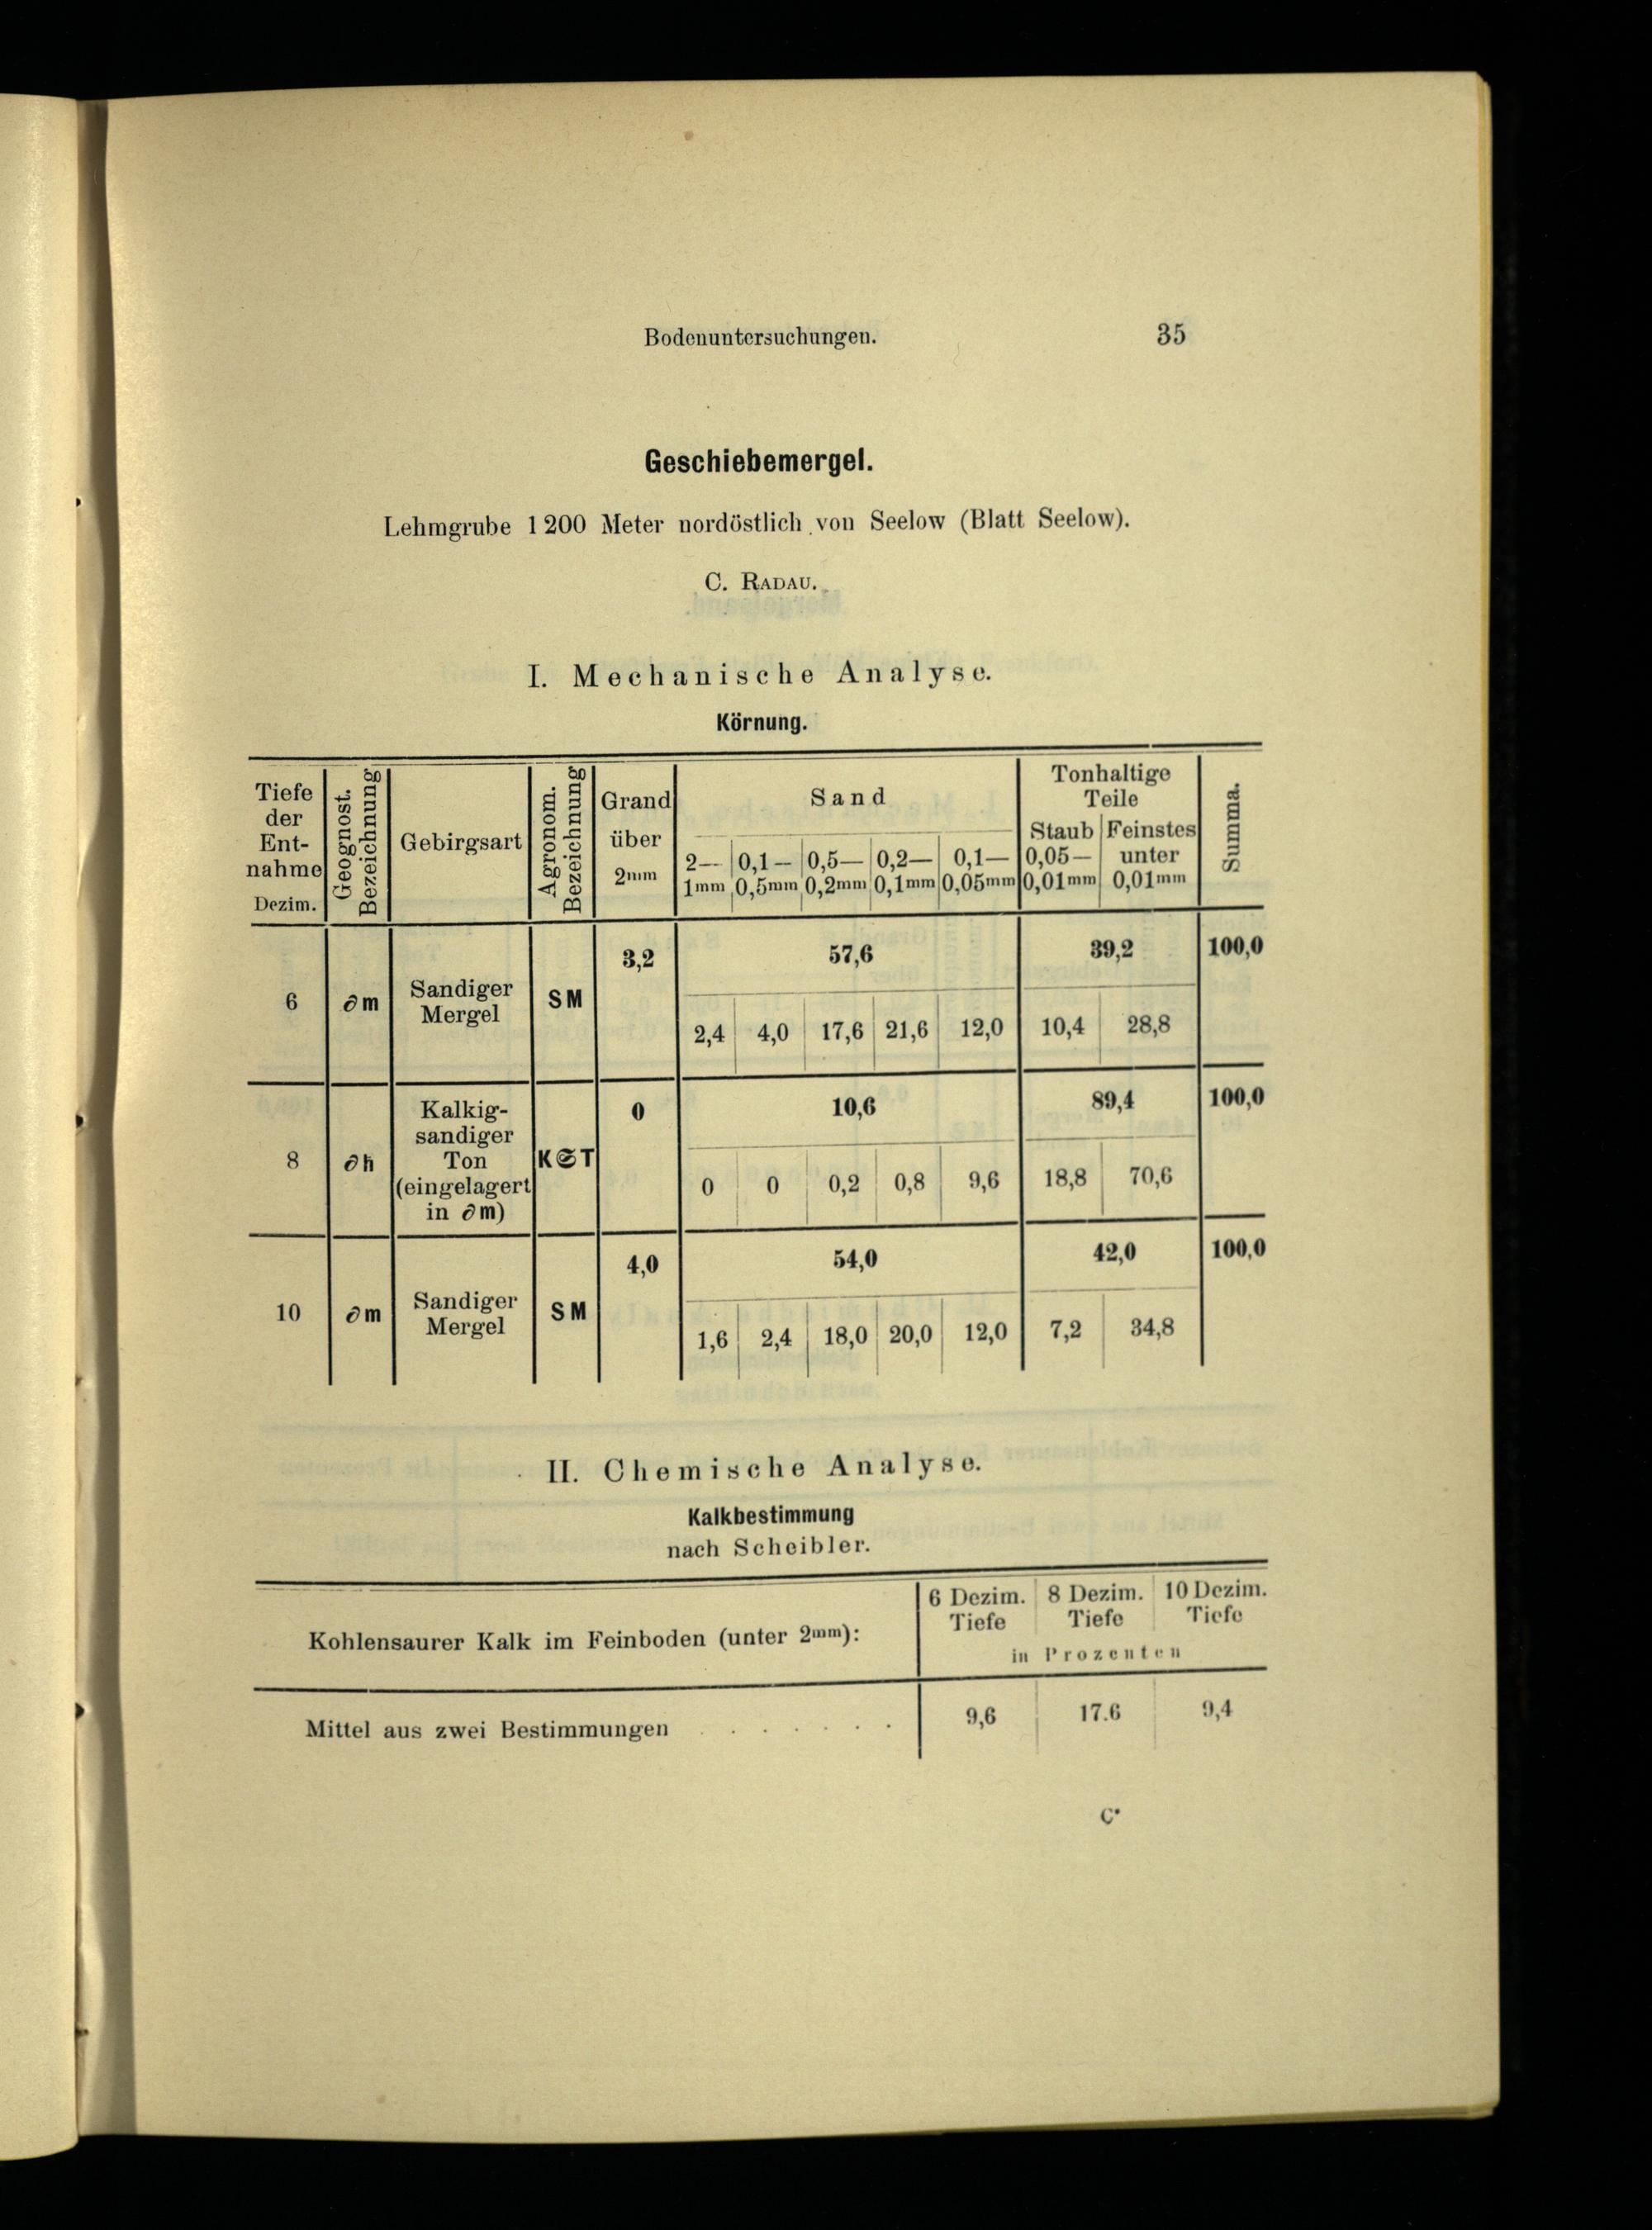 Bodenuntersuchungen. 35
Geschiebemergel.
Lehmgrube 1 200 Meter nordöstlich von Seelow (Blatt Seelow).
C. RADAU.
I. Mechanische Analyse.
Körnung.
Tiefe der Ent- nahme Dezim. | Geognost. Bezeichnung | Gebirgsart | Agronom. Bezeichnung | Grand über 2mm | Sand | Tonhaltige Teile | Summa.
2— 1mm | 0,1— 0,5mm | 0,5— 0,2mm | 0,2— 0,1mm | 0,1— 0,05mm | Staub 0,05— 0,01mm | Feinstes unter 0,01mm
6 | ∂m | Sandiger Mergel | SM | 3,2 | 57,6 | 39,2 | 100,0
2,4 | 4,0 | 17,6 | 21,6 | 12,0 | 10,4 | 28,8
8 | ∂h | Kalkig- sandiger Ton (eingelagert in ∂m) | KST | 0 | 10,6 | 89,4 | 100,0
0 | 0 | 0,2 | 0,8 | 9,6 | 18,8 | 70,6
10 | ∂m | Sandiger Mergel | SM | 4,0 | 54,0 | 42,0 | 100,0
1,6 | 2,4 | 18,0 | 20,0 | 12,0 | 7,2 | 34,8
II. Chemische Analyse.
Kalkbestimmung
nach Scheibler.
Kohlensaurer Kalk im Feinboden (unter 2mm): | 6 Dezim. Tiefe | 8 Dezim. Tiefe | 10 Dezim. Tiefe
in Prozenten
Mittel aus zwei Bestimmungen . . . . . . . | 9,6 | 17.6 | 9,4
C*